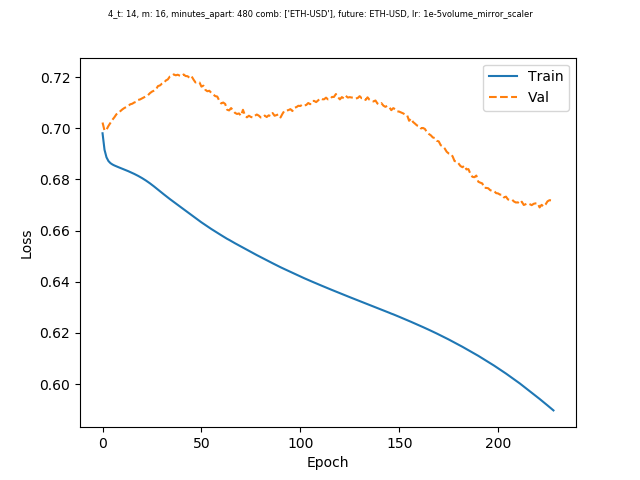 4_t: 14, m: 16, minutes_apart: 480 comb: ['ETH-USD'], future: ETH-USD, lr: 1e-5volume_mirror_scaler
Train
Val
0.72
0.70
0.68
0.66
0.64
0.62
0.60
Loss
0
50
100
150
200
Epoch